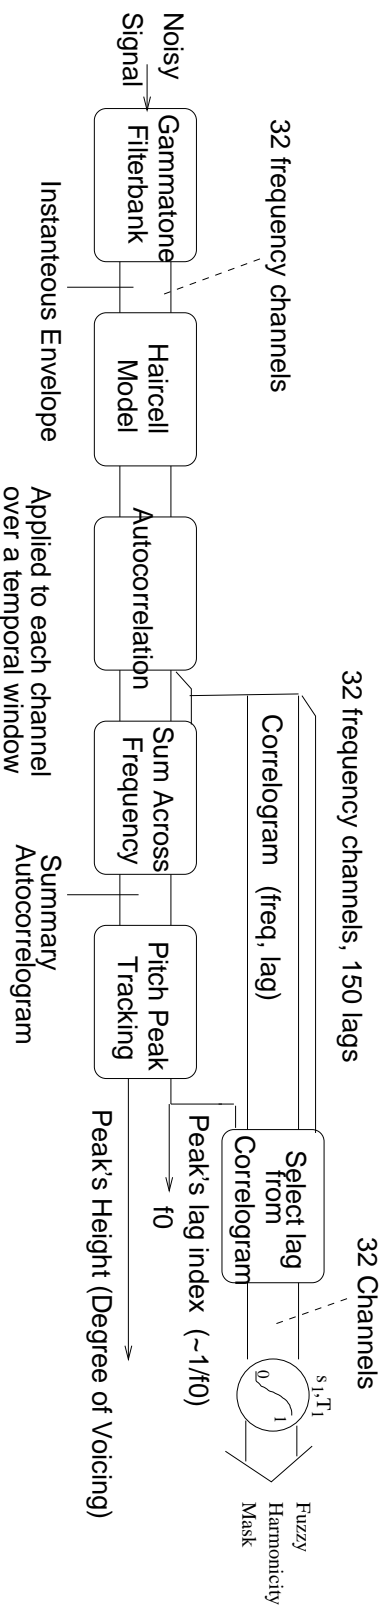 Noisy
Signal
Gammatone
Filterbank
32 frequency channels
Instanteous Envelope
Haircell
Model
Autocorrelation
Applied to each channel
over a temporal window
32 frequency channels, 150 lags
Correlogram (freq, lag)
Sum Across
Frequency
Summary
Autocorrelogram
Pitch Peak
Tracking
Peak's lag index (~1/f0)
f0
Peak's Height (Degree of Voicing)
Select lag
from
Correlogram
32 Channels
s1,T1
0
1
Fuzzy
Harmonicity
Mask